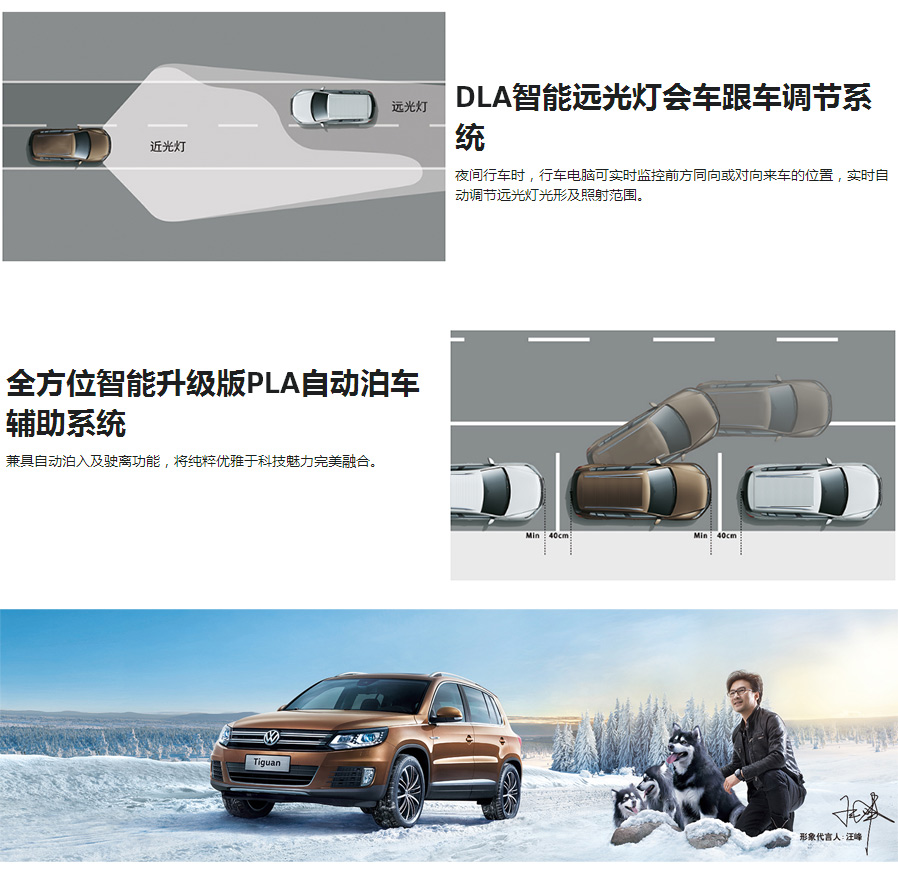 近光灯
远光灯
DLA智能远光灯会车跟车调节系
统
夜间行车时，行车电脑可实时监控前方同向或对向来车的位置，实时自
动调节远光灯光形及照射范围。
全方位智能升级版PLA自动泊车
辅助系统
兼具自动泊入及驶离功能，将纯粹优雅于科技魅力完美融合。
Min 40cm Min 40cm
Tiguan
形象代言人：汪峰